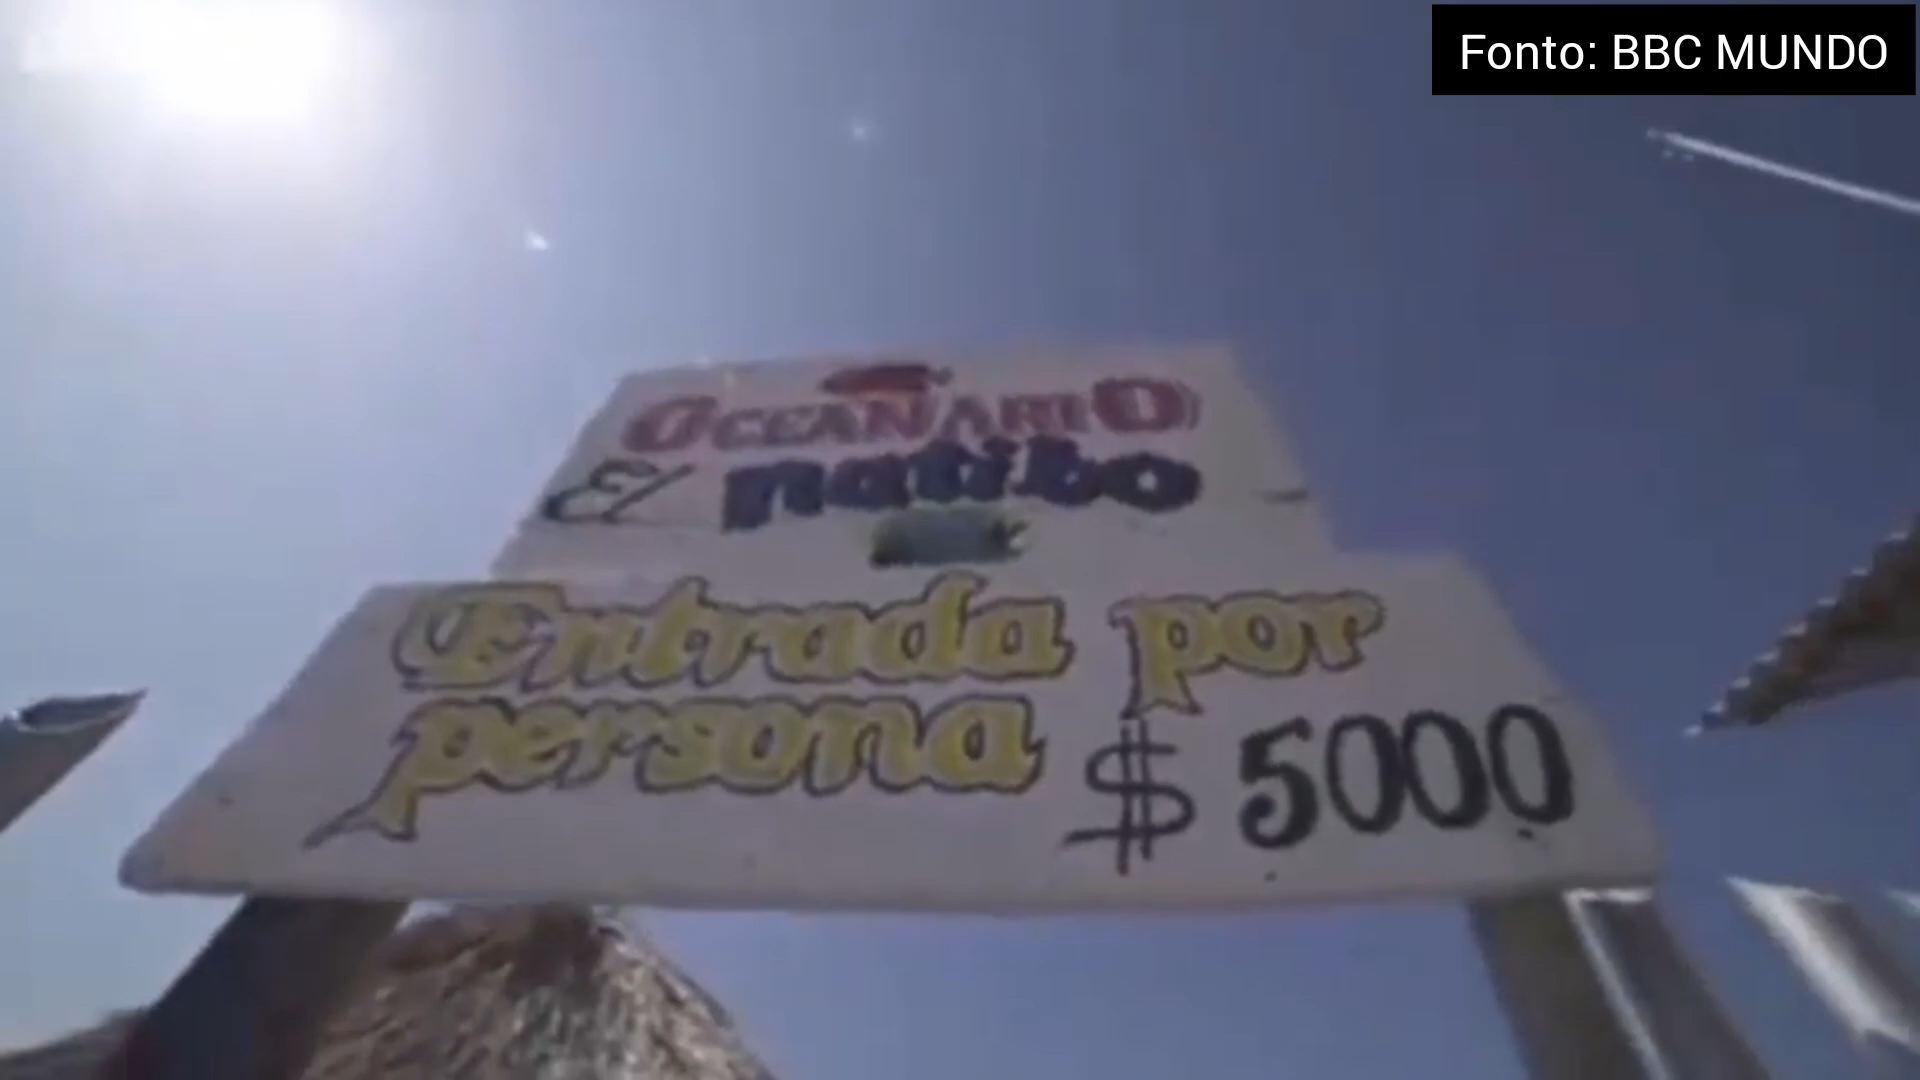 Fonto: BBC MUNDO
OCEANARIO
El natibo
Entrada por
persona $ 5000